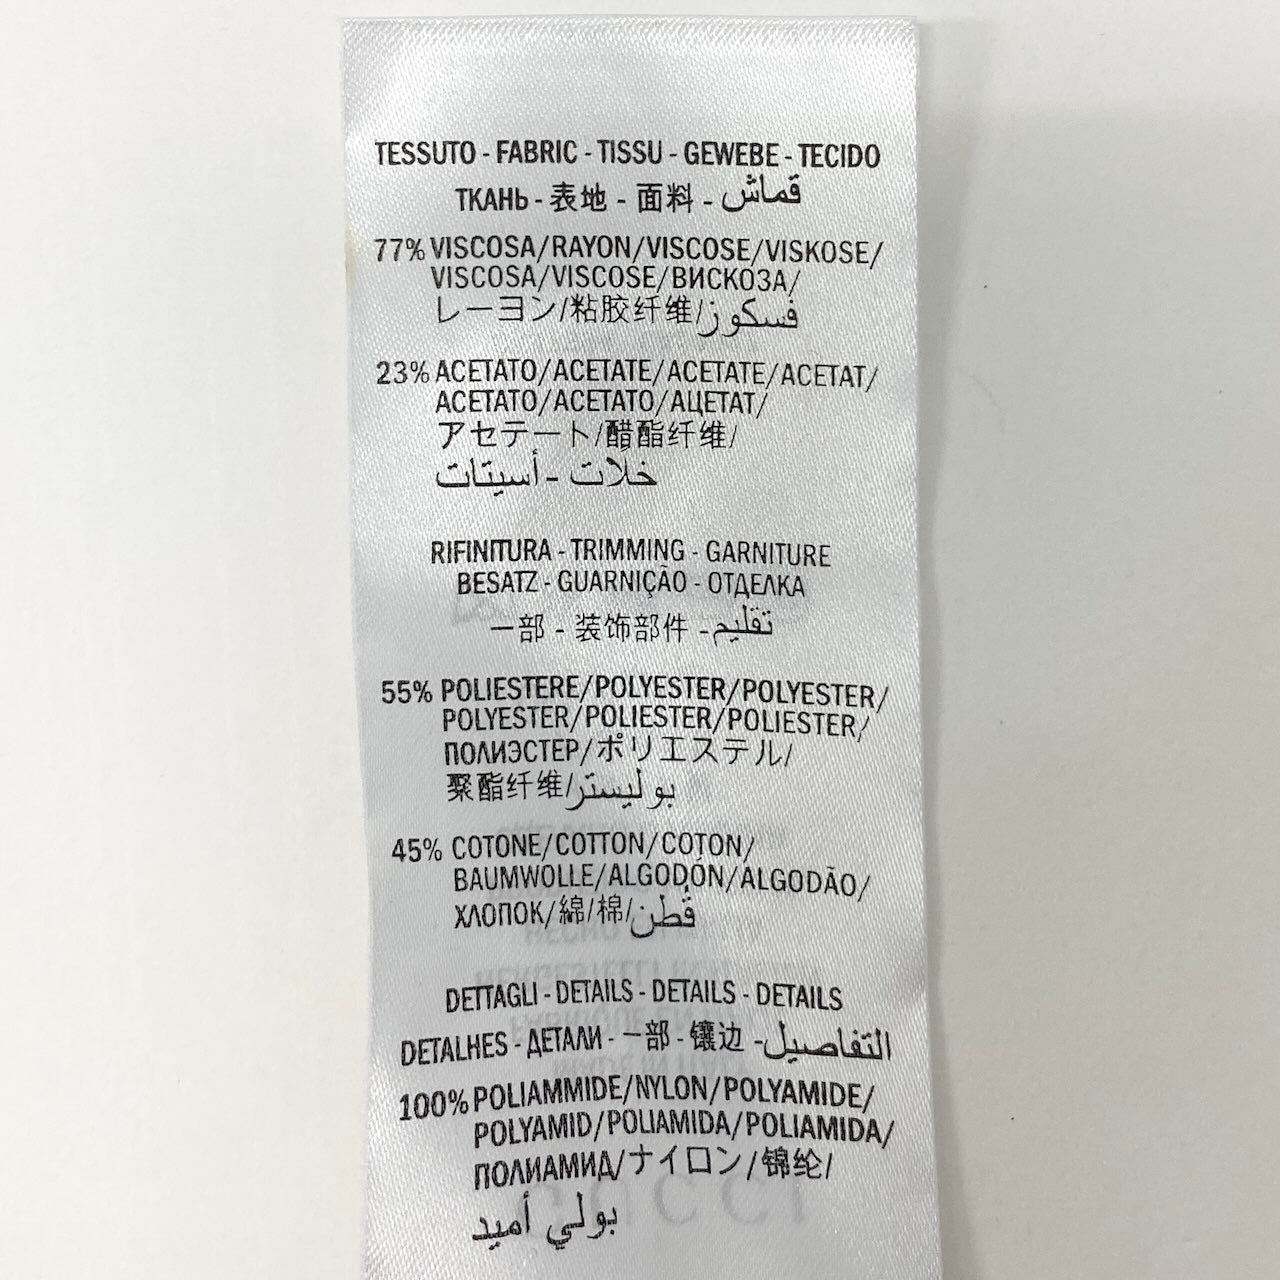 TESSUTO - FABRIC - TISSU - GEWEBE - TECIDO
ТКАНЬ - 表地 - 面料 - قماش
77% VISCOSA/RAYON/VISCOSE/VISKOSE/
VISCOSA/VISCOSE/ВИСКОЗА/
レーヨン/粘胶纤维/فسكوز
23% ACETATO/ACETATE/ACETATE/ACETAT/
ACETATO/ACETATO/АЦЕТАТ/
アセテート/醋酯纤维/
خلات - أسيتات
RIFINITURA - TRIMMING - GARNITURE
BESATZ - GUARNIÇÃO - ОТДЕЛКА
一部 - 装饰部件 - تقليم
55% POLIESTERE/POLYESTER/POLYESTER/
POLYESTER/POLIESTER/POLIESTER/
ПОЛИЭСТЕР/ポリエステル/
聚酯纤维/بوليستر
45% COTONE/COTTON/COTON/
BAUMWOLLE/ALGODÓN/ALGODÃO/
ХЛОПОК/綿/棉/قُطن
DETTAGLI - DETAILS - DETAILS - DETAILS
DETALHES - ДЕТАЛИ - 一部 - 镶边 - التفاصيل
100% POLIAMMIDE/NYLON/POLYAMIDE/
POLYAMID/POLIAMIDA/POLIAMIDA/
ПОЛИАМИД/ナイロン/锦纶/
بولي أميد
GUCCI